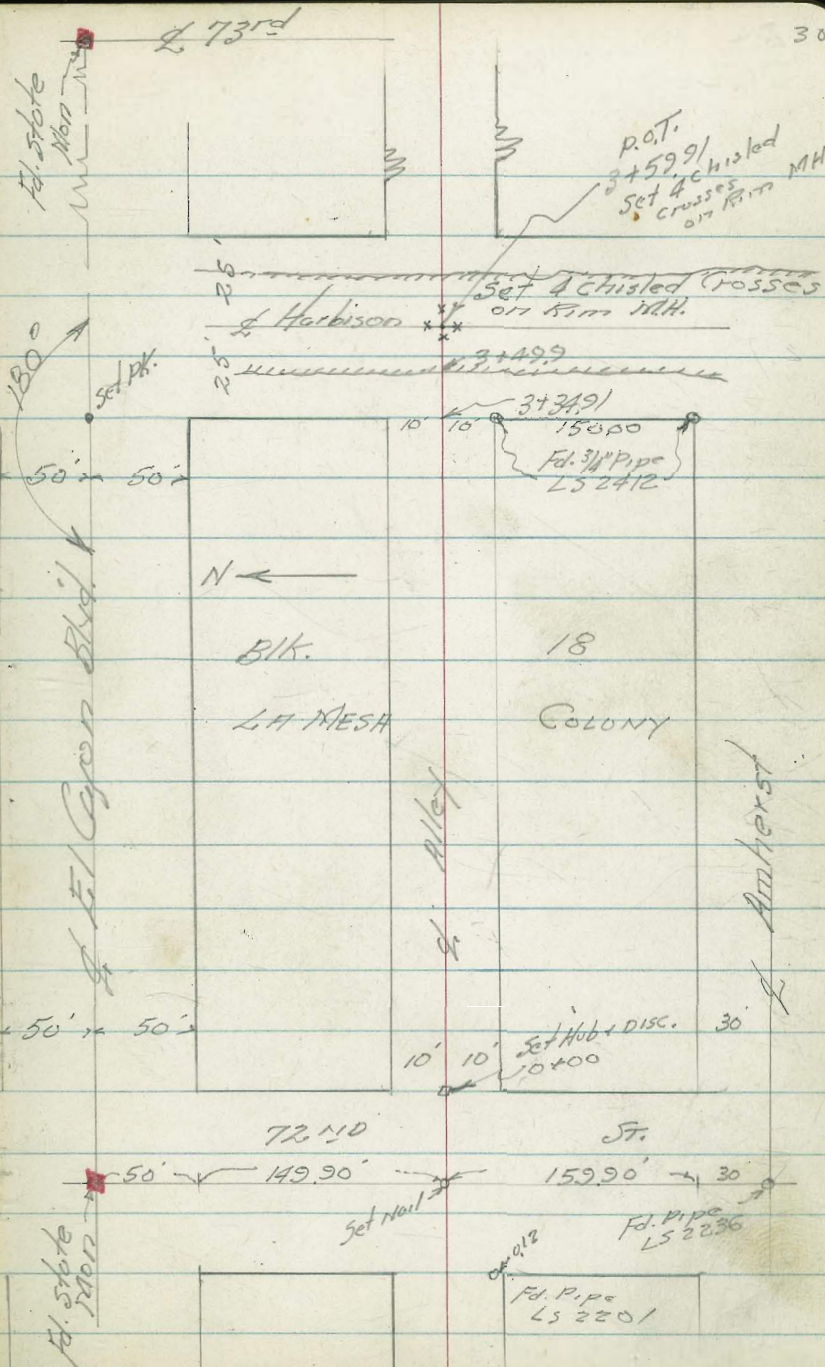 ℄ 73rd
30
Fd. State
Mon
P.O.T.
3+59.91
Set 4 chisled
crosses
on Rim MH
25'
Set 4 Chisled Crosses
on Rim M.H.
℄ Harbison
25'
3+49.9
180°
Set PK.
3+34.91
10' 10'
150.00
Fd. 3/4" Pipe
LS 2412
50' 50'
N
Blk. 18
LA MESA COLONY
℄ El Cajon Blvd.
℄ Alley
℄ Amherst
50' 50'
10' 10'
Set Hub & Disc.
0+00
30'
72ND ST.
50' 149.90' 159.90' 30'
Set Nail
Fd. Pipe
LS 2236
Fd. State
Mon
0.12
Fd. Pipe
LS 2201